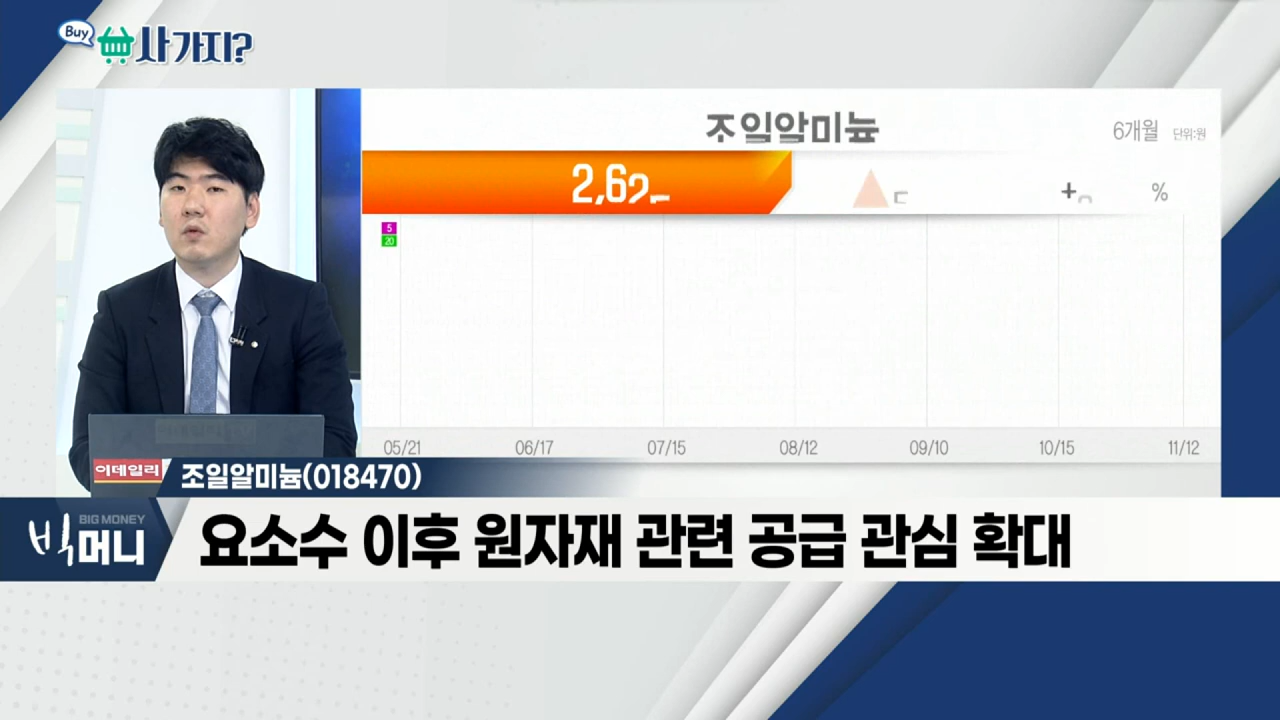 Buy
사가지?
조일알미늄
6개월 단위:원
%
5
20
05/21 06/17 07/15 08/12 09/10 10/15 11/12
이데일리
조일알미늄(018470)
BIG MONEY
빅머니
요소수 이후 원자재 관련 공급 관심 확대